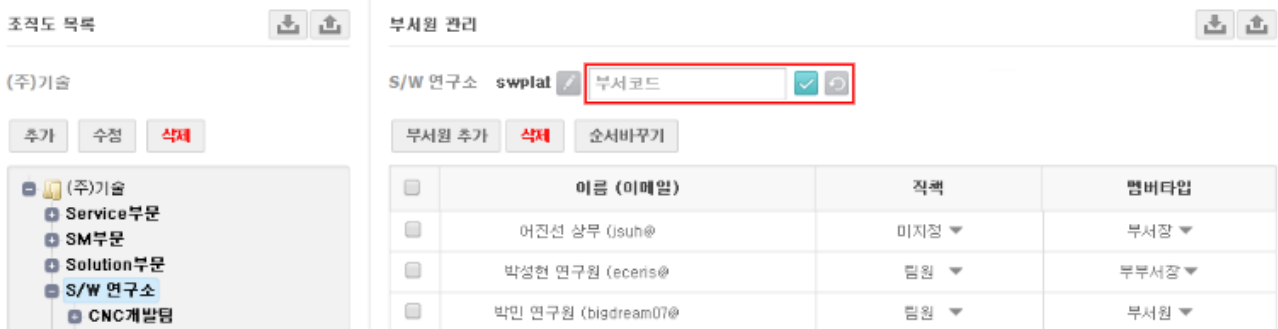 조직도 목록
(주)기술
추가 수정 삭제
(주)기술
Service부문
SM부문
Solution부문
S/W 연구소
CNC개발팀
부서원 관리
S/W 연구소 swplat 부서코드
부서원 추가 삭제 순서바꾸기
이름 (이메일) 직책 멤버타입
어진선 상무 (jsuh@ 미지정 부서장
박성현 연구원 (eceris@ 팀원 부부서장
박민 연구원 (bigdream07@ 팀원 부서원